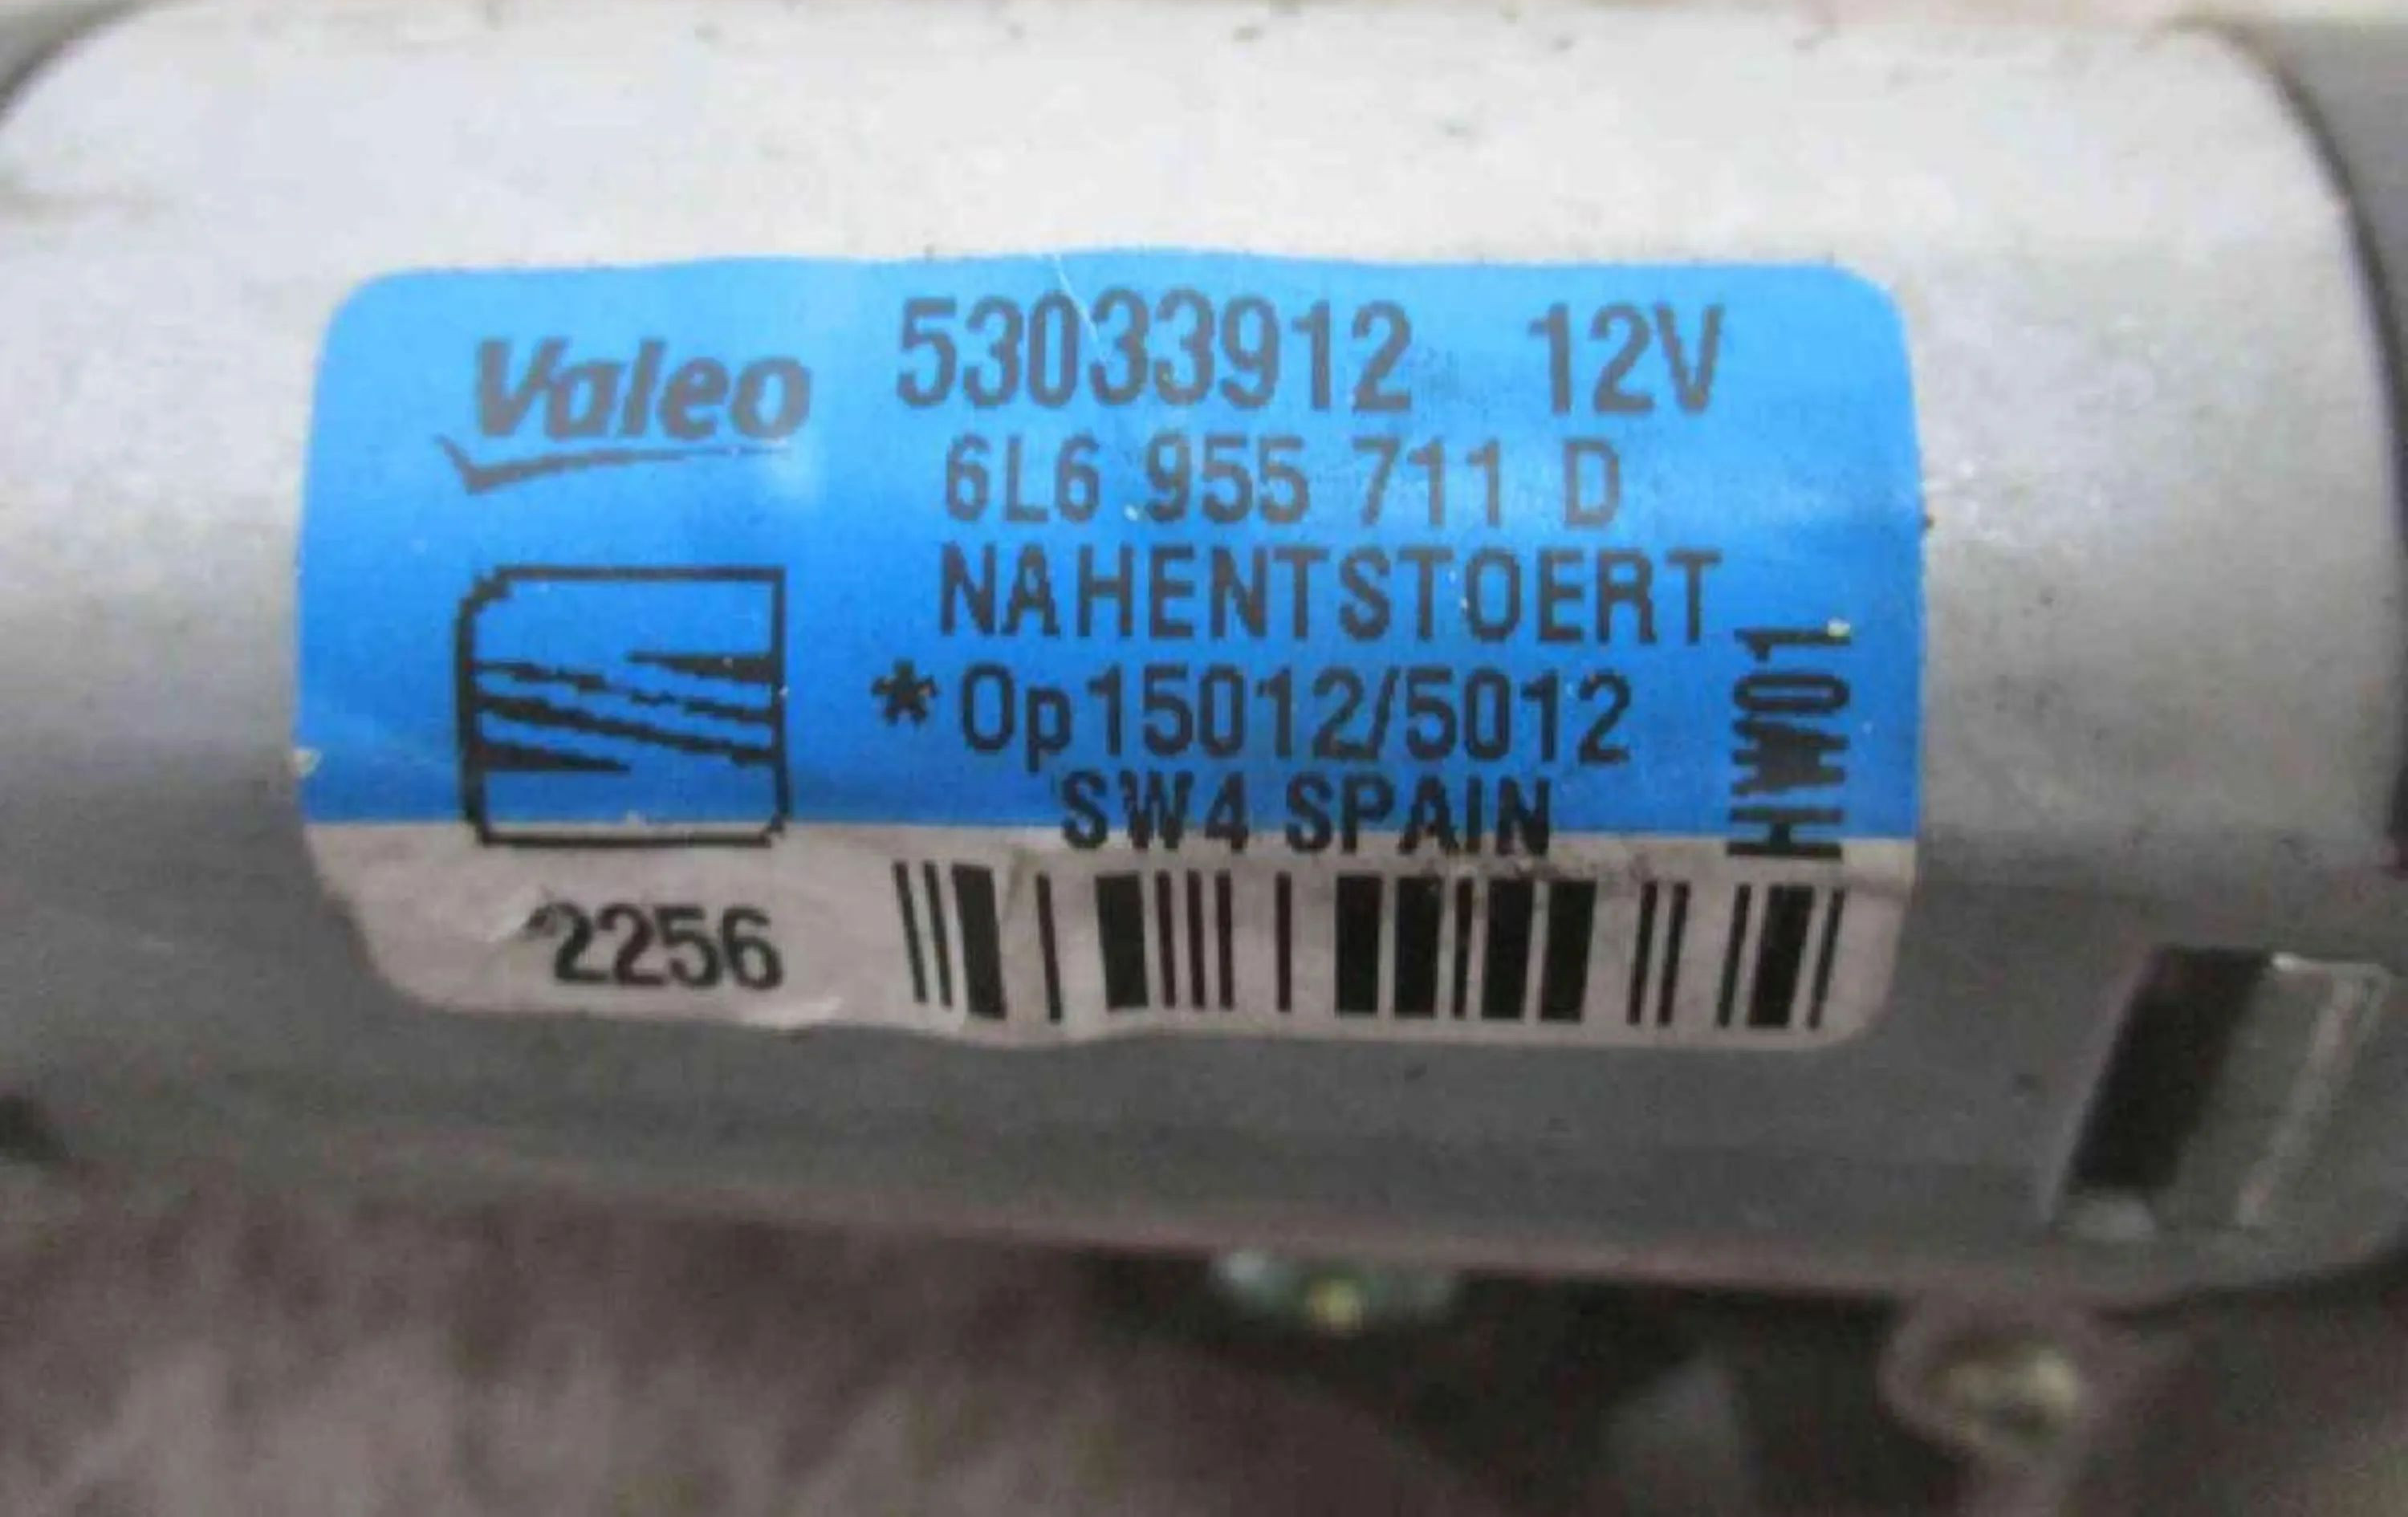 Valeo
53033912 12V
6L6 955 711 D
NAHENTSTOERT
*Op15012/5012
SW4 SPAIN
HW01
2256